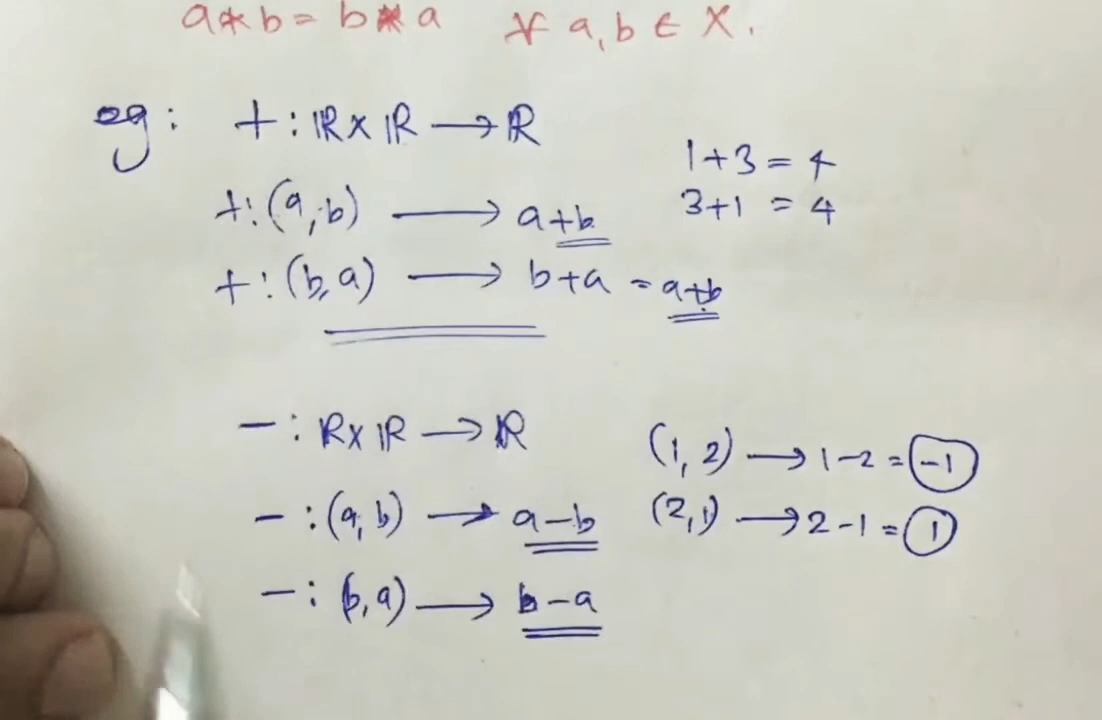 a*b = b*a ∀ a,b ∈ X.
eg: +: ℝ×ℝ → ℝ
1+3 = 4
+: (a,b) → a+b
3+1 = 4
+: (b,a) → b+a = a+b
−: ℝ×ℝ → ℝ
(1,2) → 1-2 = -1
−: (a,b) → a-b
(2,1) → 2-1 = 1
−: (b,a) → b-a